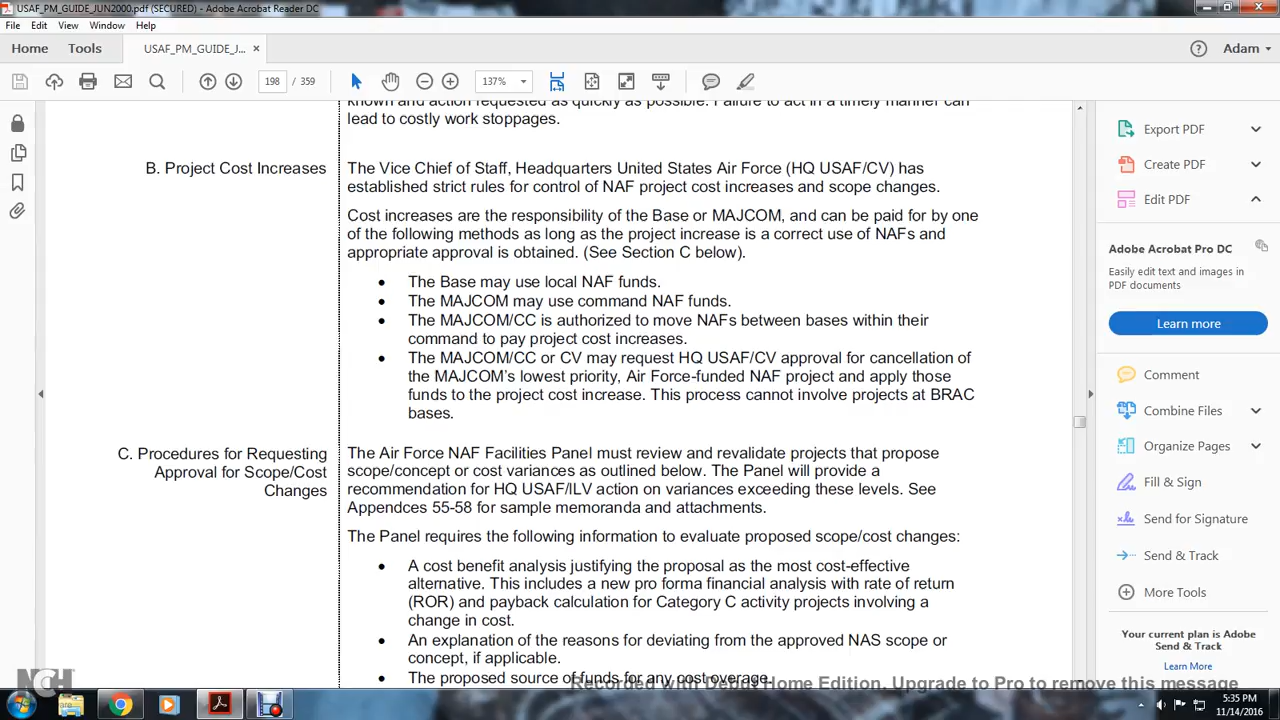 USAF_PM_GUIDE_JUN2000.pdf (SECURED) - Adobe Acrobat Reader DC
File Edit View Window Help
Home Tools USAF_PM_GUIDE_J... × Adam
198 / 359 137%
known and action requested as quickly as possible. Failure to act in a timely manner can
lead to costly work stoppages.
B. Project Cost Increases
The Vice Chief of Staff, Headquarters United States Air Force (HQ USAF/CV) has
established strict rules for control of NAF project cost increases and scope changes.
Cost increases are the responsibility of the Base or MAJCOM, and can be paid for by one
of the following methods as long as the project increase is a correct use of NAFs and
appropriate approval is obtained. (See Section C below).
• The Base may use local NAF funds.
• The MAJCOM may use command NAF funds.
• The MAJCOM/CC is authorized to move NAFs between bases within their
command to pay project cost increases.
• The MAJCOM/CC or CV may request HQ USAF/CV approval for cancellation of
the MAJCOM's lowest priority, Air Force-funded NAF project and apply those
funds to the project cost increase. This process cannot involve projects at BRAC
bases.
C. Procedures for Requesting
Approval for Scope/Cost
Changes
The Air Force NAF Facilities Panel must review and revalidate projects that propose
scope/concept or cost variances as outlined below. The Panel will provide a
recommendation for HQ USAF/ILV action on variances exceeding these levels. See
Appendces 55-58 for sample memoranda and attachments.
The Panel requires the following information to evaluate proposed scope/cost changes:
• A cost benefit analysis justifying the proposal as the most cost-effective
alternative. This includes a new pro forma financial analysis with rate of return
(ROR) and payback calculation for Category C activity projects involving a
change in cost.
• An explanation of the reasons for deviating from the approved NAS scope or
concept, if applicable.
• The proposed source of funds for any cost overage.
Export PDF
Create PDF
Edit PDF
Adobe Acrobat Pro DC
Easily edit text and images in
PDF documents
Learn more
Comment
Combine Files
Organize Pages
Fill & Sign
Send for Signature
Send & Track
More Tools
Your current plan is Adobe
Send & Track
Learn More
NCH
Recorded with Debut Home Edition. Upgrade to Pro to remove this message
5:35 PM
11/14/2016